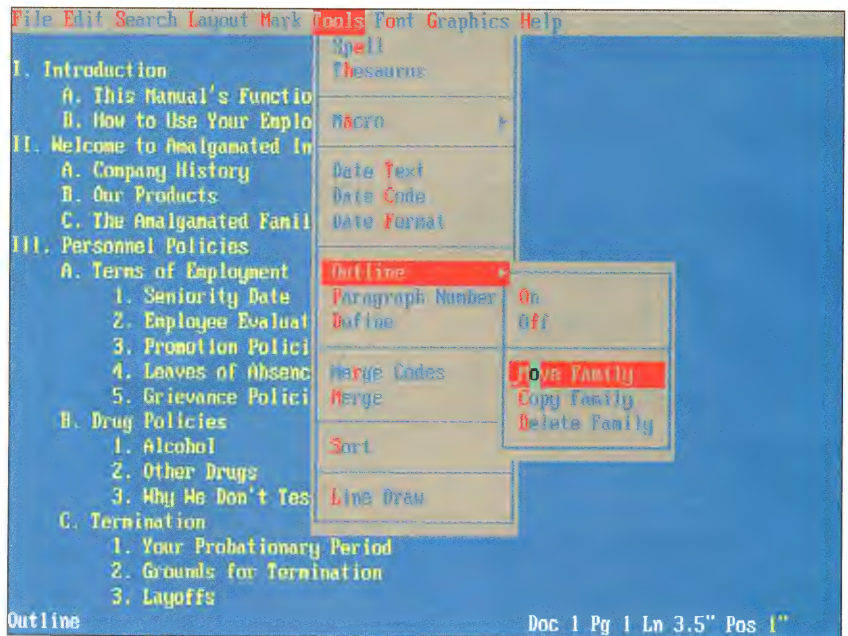 File Edit Search Layout Mark Tools Font Graphics Help
I. Introduction
A. This Manual's Functio
B. How to Use Your Emplo
II. Welcome to Amalgamated In
A. Company History
B. Our Products
C. The Amalgamated Famil
III. Personnel Policies
A. Terms of Employment
1. Seniority Date
2. Employee Evaluat
3. Promotion Polici
4. Leaves of Absenc
5. Grievance Polici
B. Drug Policies
1. Alcohol
2. Other Drugs
3. Why We Don't Tes
C. Termination
1. Your Probationary Period
2. Grounds for Termination
3. Layoffs
Spell
Thesaurus
Macro
Date Text
Date Code
Date Format
Outline
Paragraph Number
Define
Merge Codes
Merge
Sort
Line Draw
On
Off
Move Family
Copy Family
Delete Family
Outline Doc 1 Pg 1 Ln 3.5" Pos 1"